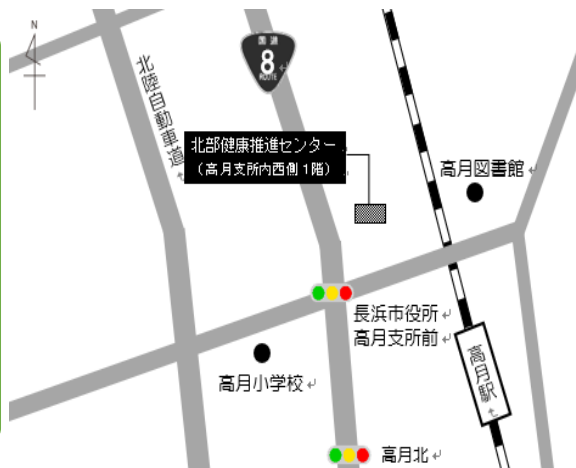 N
国道
8
ROUTE
北陸自動車道
北部健康推進センター
（高月支所内西側1階）
高月図書館
長浜市役所
高月支所前
高月小学校
高月駅
高月北